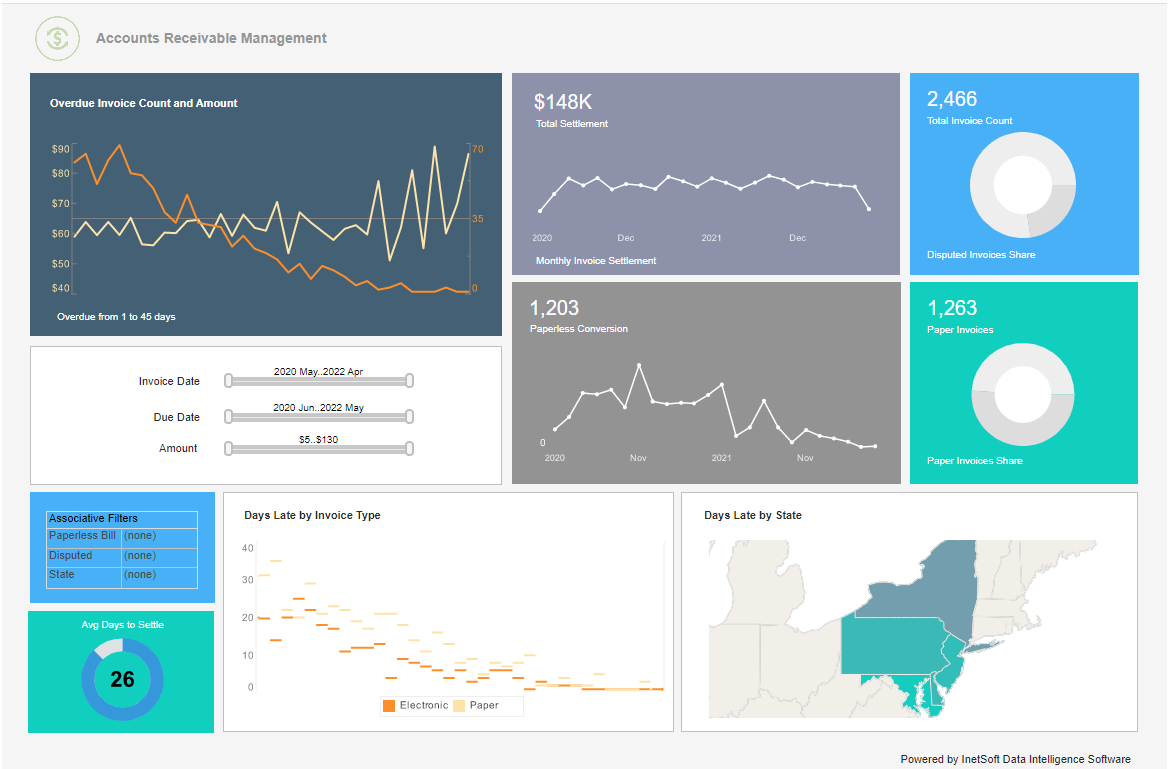 Accounts Receivable Management
Overdue Invoice Count and Amount
$90
$80
$70
$60
$50
$40
70
35
0
Overdue from 1 to 45 days
$148K
Total Settlement
2020
Dec
2021
Dec
Monthly Invoice Settlement
2,466
Total Invoice Count
Disputed Invoices Share
1,203
Paperless Conversion
0
2020
Nov
2021
Nov
1,263
Paper Invoices
Paper Invoices Share
Invoice Date
2020 May..2022 Apr
Due Date
2020 Jun..2022 May
Amount
$5..$130
Associative Filters
Paperless Bill (none)
Disputed (none)
State (none)
Avg Days to Settle
26
Days Late by Invoice Type
40
30
20
10
0
Electronic Paper
Days Late by State
Powered by InetSoft Data Intelligence Software